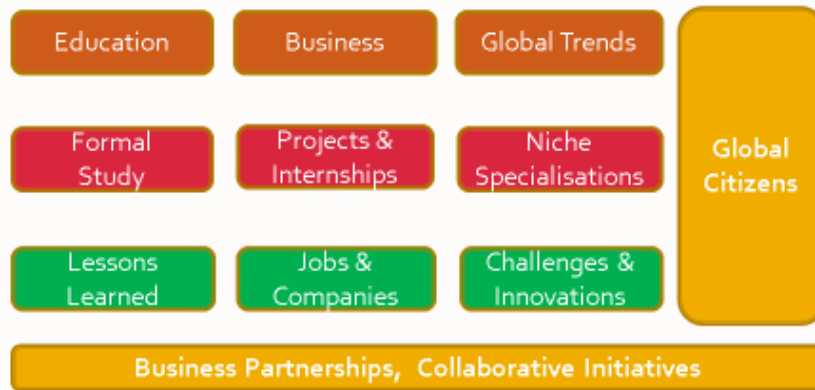 Education
Business
Global Trends
Formal
Study
Projects &
Internships
Niche
Specialisations
Global
Citizens
Lessons
Learned
Jobs &
Companies
Challenges &
Innovations
Business Partnerships, Collaborative Initiatives